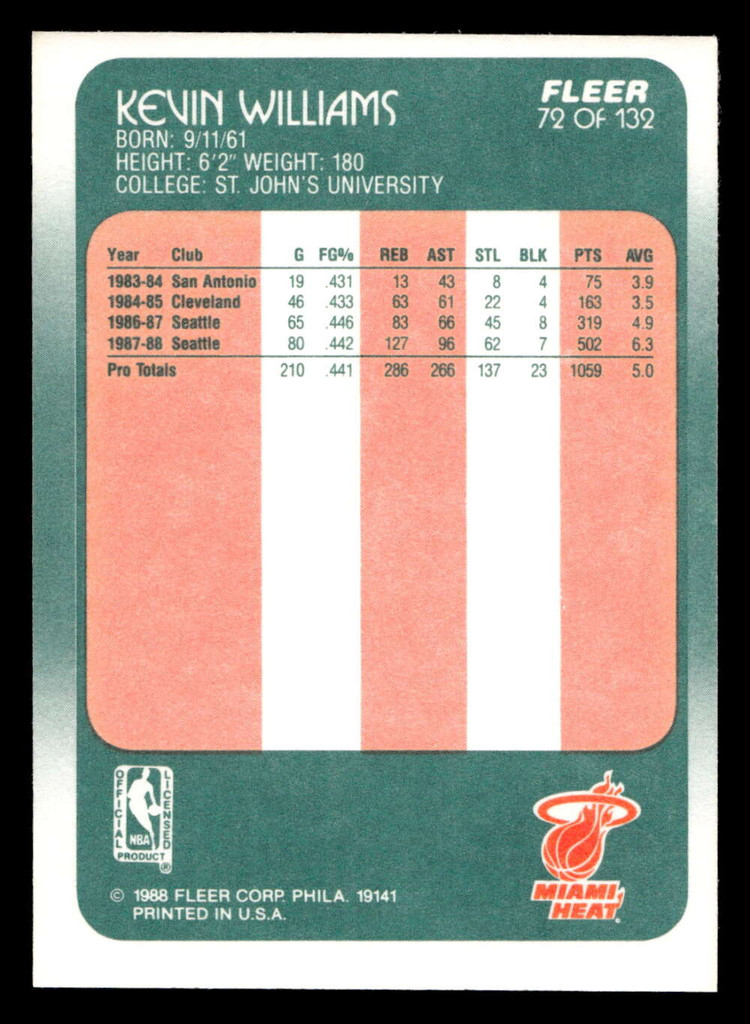 KEVIN WILLIAMS
FLEER
72 OF 132
BORN: 9/11/61
HEIGHT: 6'2" WEIGHT: 180
COLLEGE: ST. JOHN'S UNIVERSITY
Year Club G FG% REB AST STL BLK PTS AVG
1983-84 San Antonio 19 .431 13 43 8 4 75 3.9
1984-85 Cleveland 46 .433 63 61 22 4 163 3.5
1986-87 Seattle 65 .446 83 66 45 8 319 4.9
1987-88 Seattle 80 .442 127 96 62 7 502 6.3
Pro Totals 210 .441 286 266 137 23 1059 5.0
OFFICIAL
LICENSED
NBA
PRODUCT ®
MIAMI
HEAT
© 1988 FLEER CORP. PHILA. 19141
PRINTED IN U.S.A.